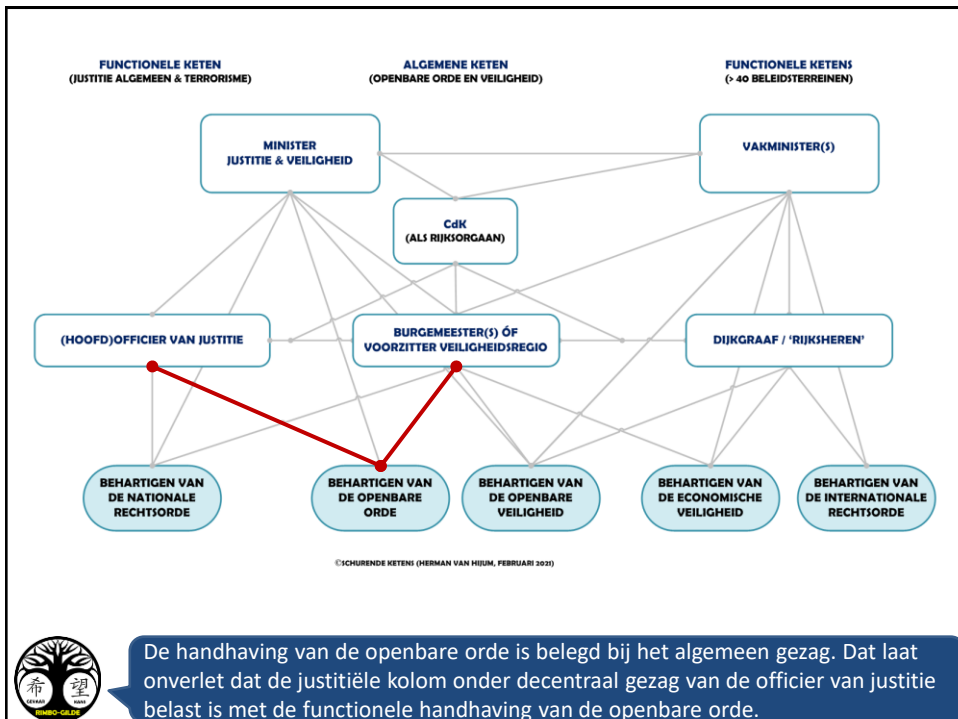 FUNCTIONELE KETEN
(JUSTITIE ALGEMEEN & TERRORISME)
ALGEMENE KETEN
(OPENBARE ORDE EN VEILIGHEID)
FUNCTIONELE KETENS
(> 40 BELEIDSTERREINEN)
MINISTER
JUSTITIE & VEILIGHEID
VAKMINISTER(S)
CdK
(ALS RIJKSORGAAN)
(HOOFD)OFFICIER VAN JUSTITIE
BURGEMEESTER(S) ÓF
VOORZITTER VEILIGHEIDSREGIO
DIJKGRAAF / ‘RIJKSHEREN’
BEHARTIGEN VAN
DE NATIONALE
RECHTSORDE
BEHARTIGEN VAN
DE OPENBARE
ORDE
BEHARTIGEN VAN
DE OPENBARE
VEILIGHEID
BEHARTIGEN VAN
DE ECONOMISCHE
VEILIGHEID
BEHARTIGEN VAN
DE INTERNATIONALE
RECHTSORDE
©SCHURENDE KETENS (HERMAN VAN HIJUM, FEBRUARI 2021)
De handhaving van de openbare orde is belegd bij het algemeen gezag. Dat laat
onverlet dat de justitiële kolom onder decentraal gezag van de officier van justitie
belast is met de functionele handhaving van de openbare orde.
希 望
RIMBO-GILDE